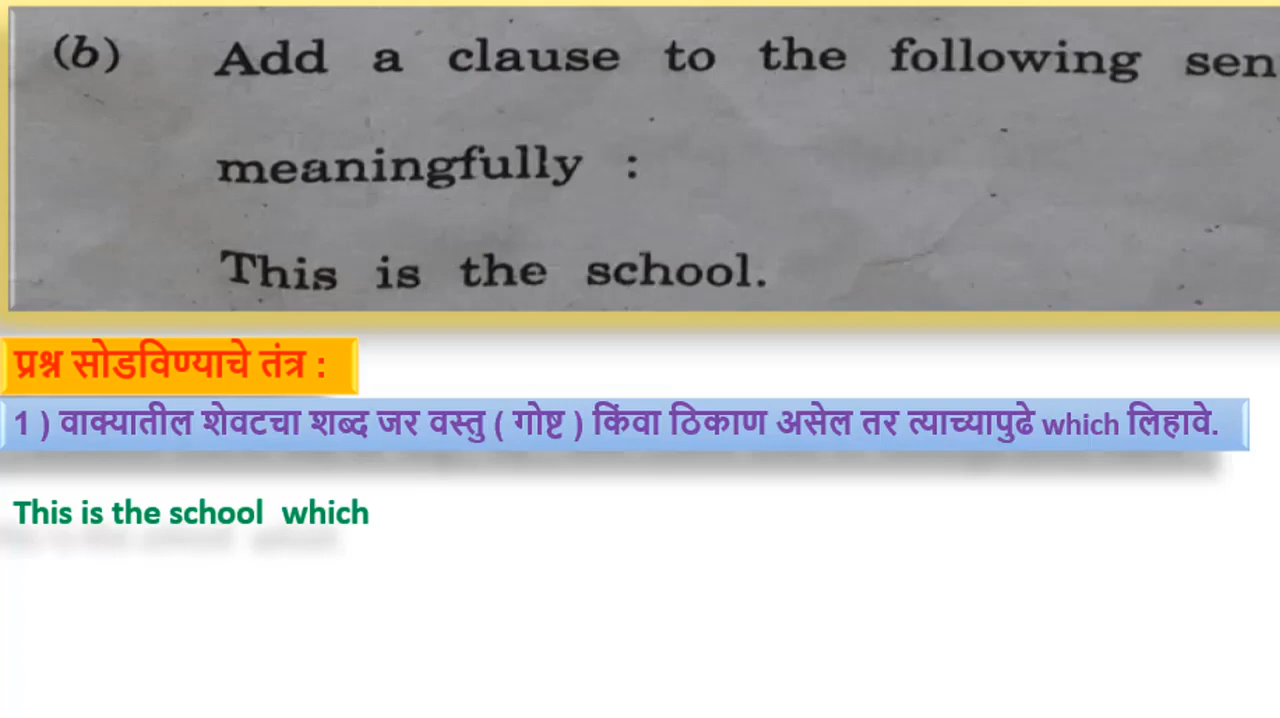 (b) Add a clause to the following sen
meaningfully :
This is the school.
प्रश्न सोडविण्याचे तंत्र :
1 ) वाक्यातील शेवटचा शब्द जर वस्तु ( गोष्ट ) किंवा ठिकाण असेल तर त्याच्यापुढे which लिहावे.
This is the school which